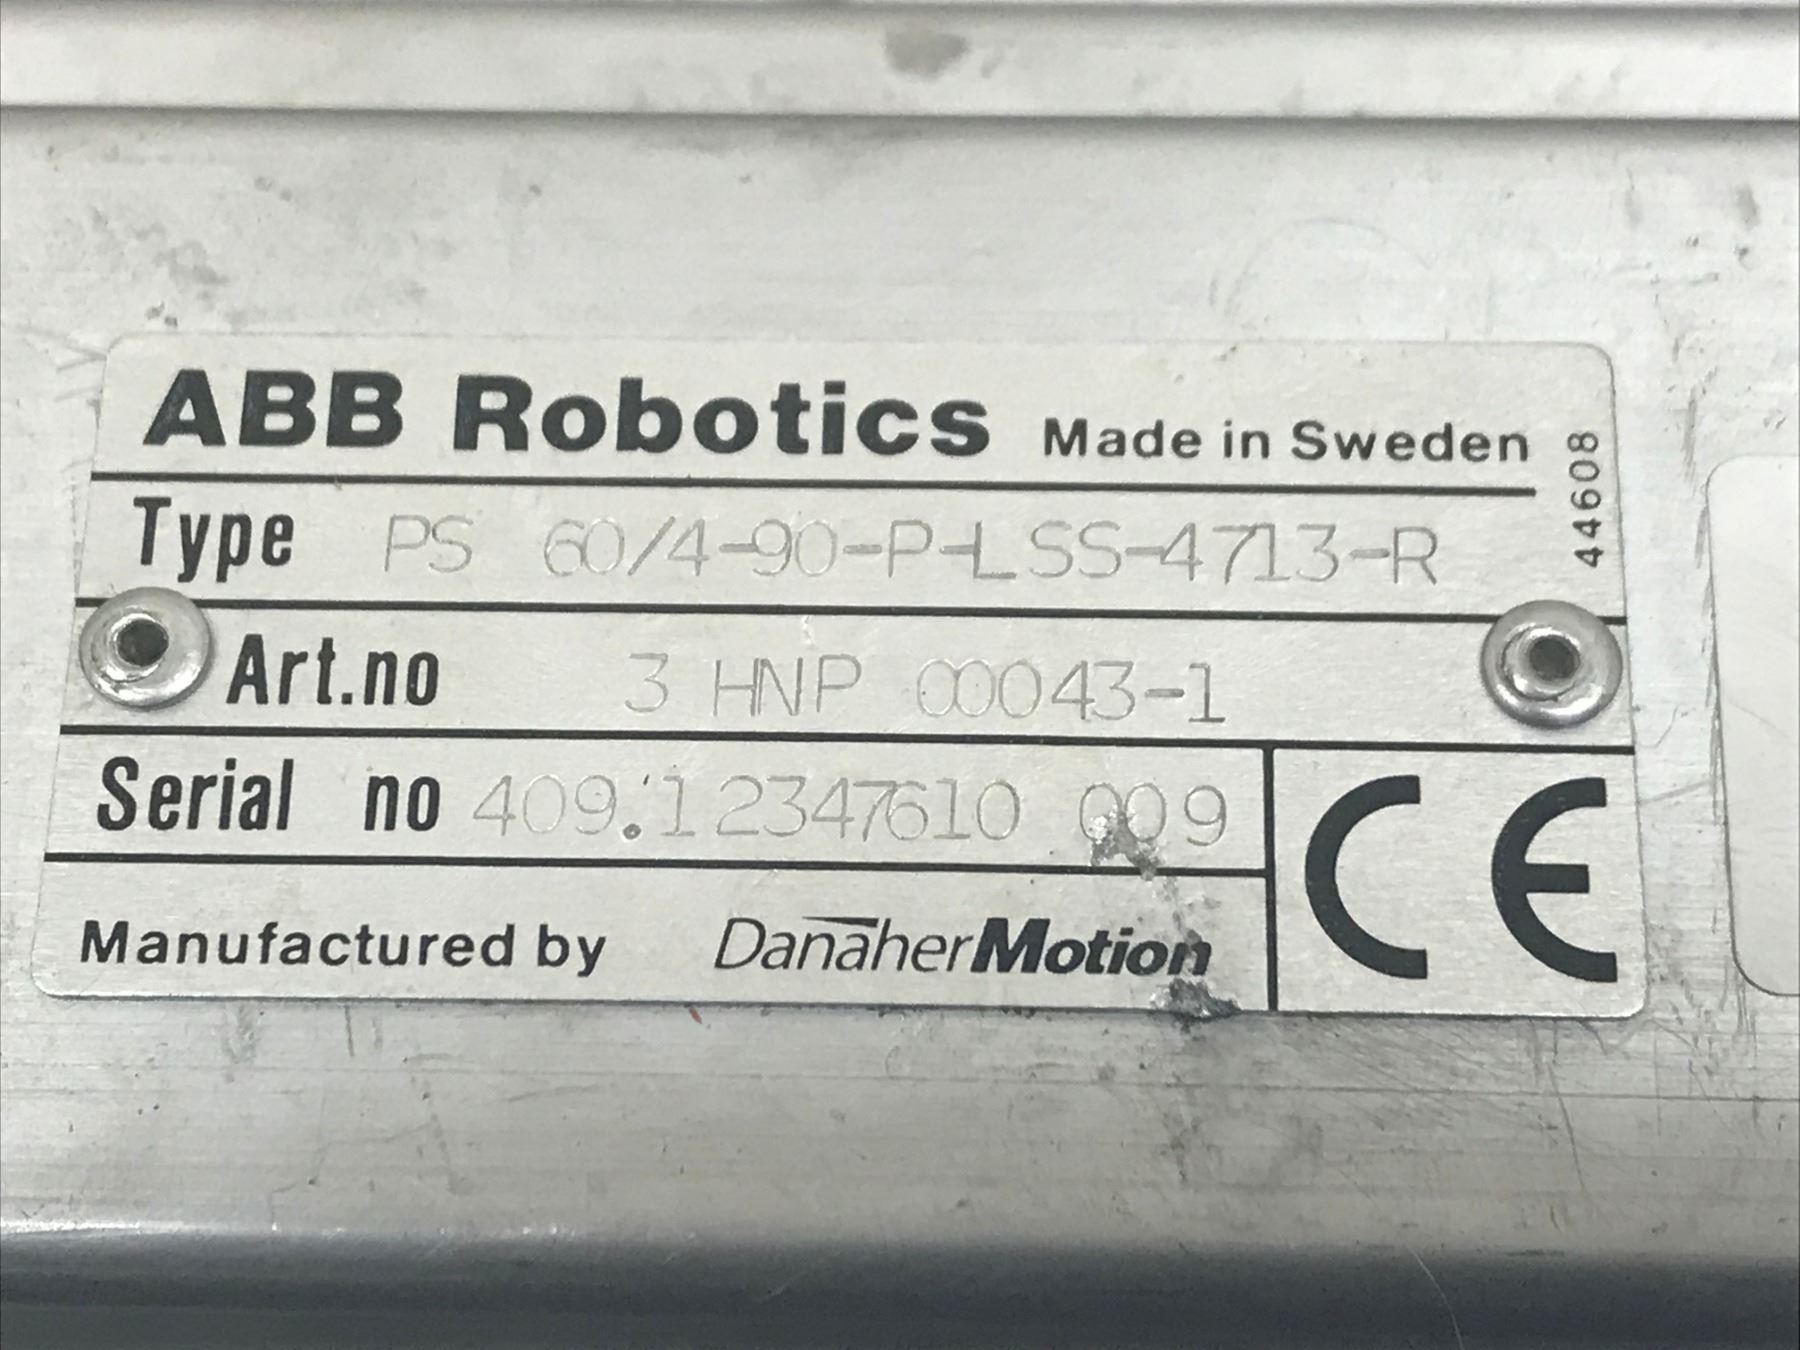 ABB Robotics Made in Sweden
44608
Type PS 60/4-90-P-LSS-4713-R
Art.no 3 HNP 00043-1
Serial no 409.12347610 009
Manufactured by DanaherMotion
CE